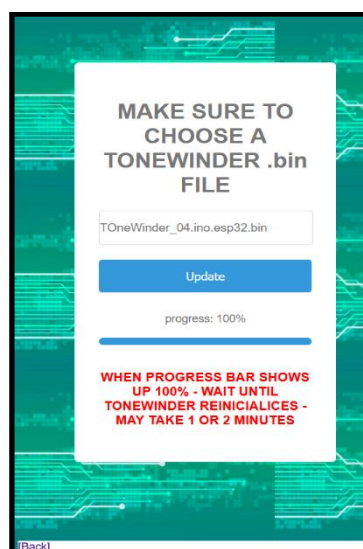 MAKE SURE TO
CHOOSE A
TONEWINDER .bin
FILE
TOneWinder_04.ino.esp32.bin
Update
progress: 100%
WHEN PROGRESS BAR SHOWS
UP 100% - WAIT UNTIL
TONEWINDER REINICIALICES -
MAY TAKE 1 OR 2 MINUTES
[Back]